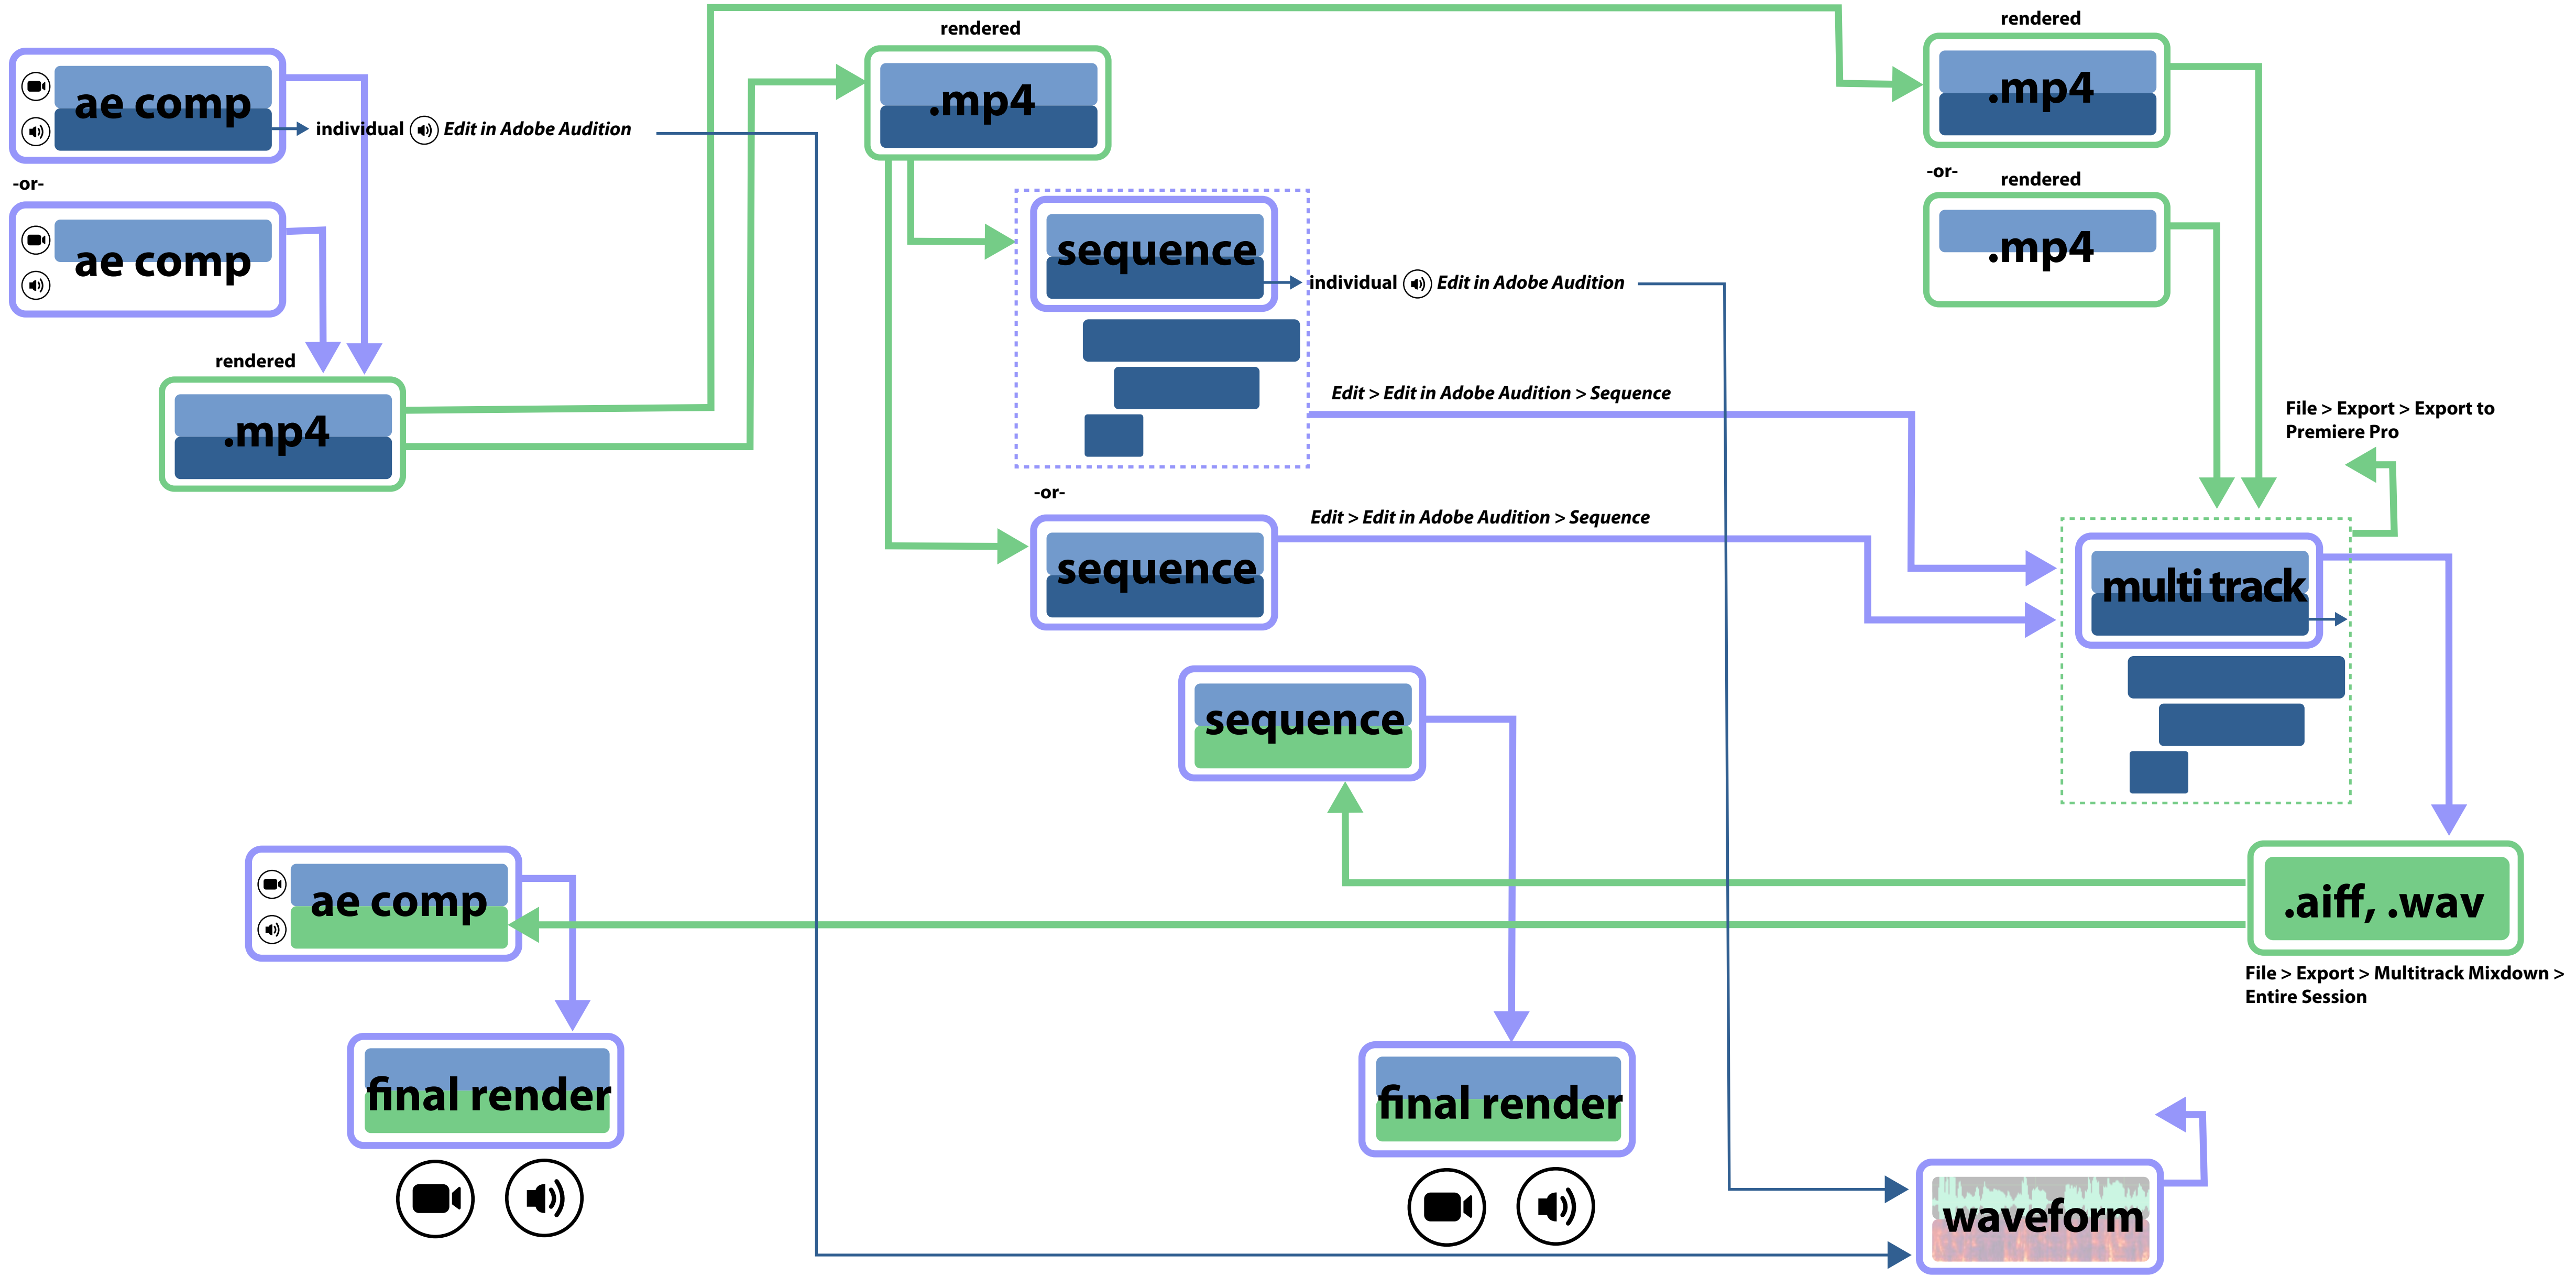 ae comp
individual Edit in Adobe Audition
-or-
ae comp
rendered
.mp4
rendered
.mp4
sequence
individual Edit in Adobe Audition
Edit > Edit in Adobe Audition > Sequence
-or-
Edit > Edit in Adobe Audition > Sequence
sequence
rendered
.mp4
-or-
rendered
.mp4
File > Export > Export to
Premiere Pro
multi track
sequence
ae comp
.aiff, .wav
File > Export > Multitrack Mixdown >
Entire Session
final render
final render
waveform